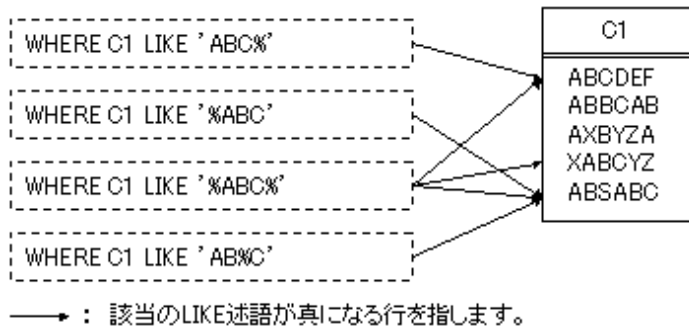 WHERE C1 LIKE 'ABC%'
WHERE C1 LIKE '%ABC'
WHERE C1 LIKE '%ABC%'
WHERE C1 LIKE 'AB%C'
C1
ABCDEF
ABBCAB
AXBYZA
XABCYZ
ABSABC
: 該当のLIKE述語が真になる行を指します。